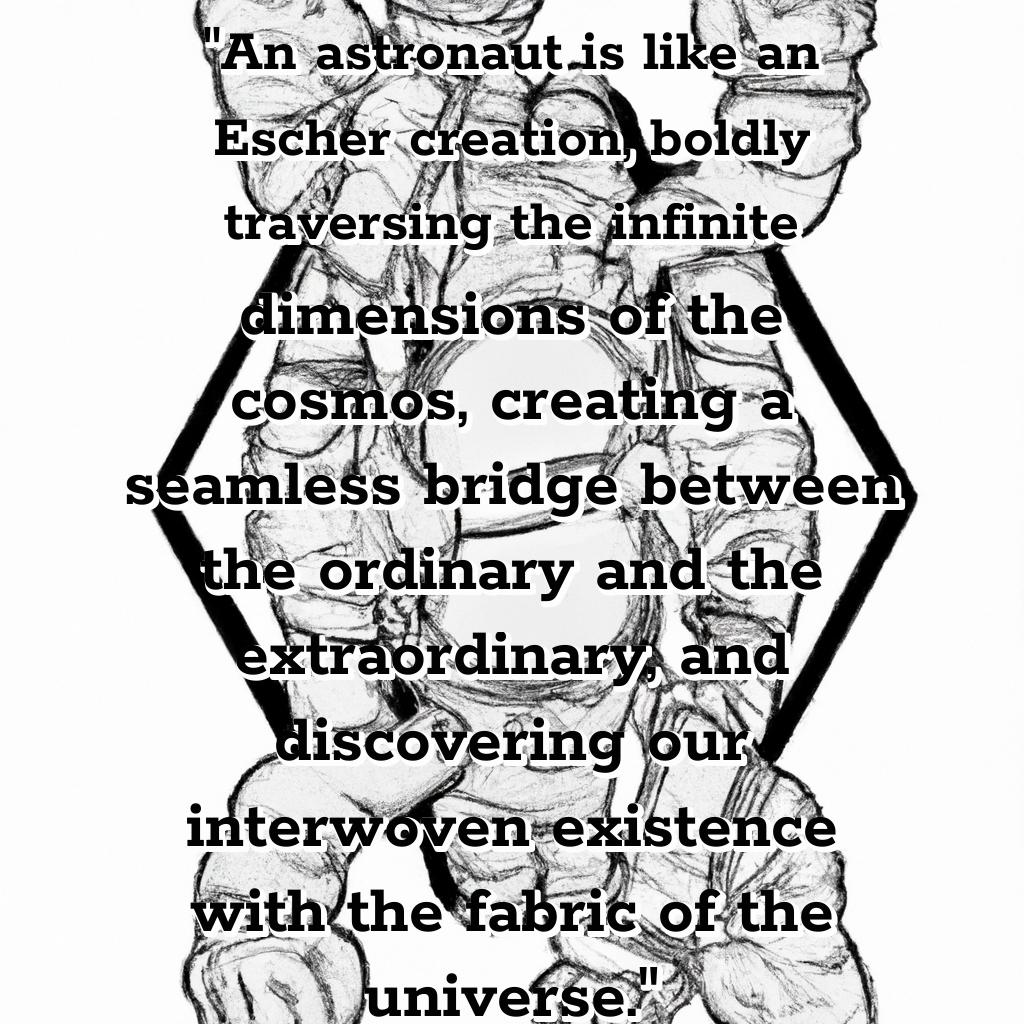 "An astronaut is like an
Escher creation, boldly
traversing the infinite
dimensions of the
cosmos, creating a
seamless bridge between
the ordinary and the
extraordinary, and
discovering our
interwoven existence
with the fabric of the
universe."